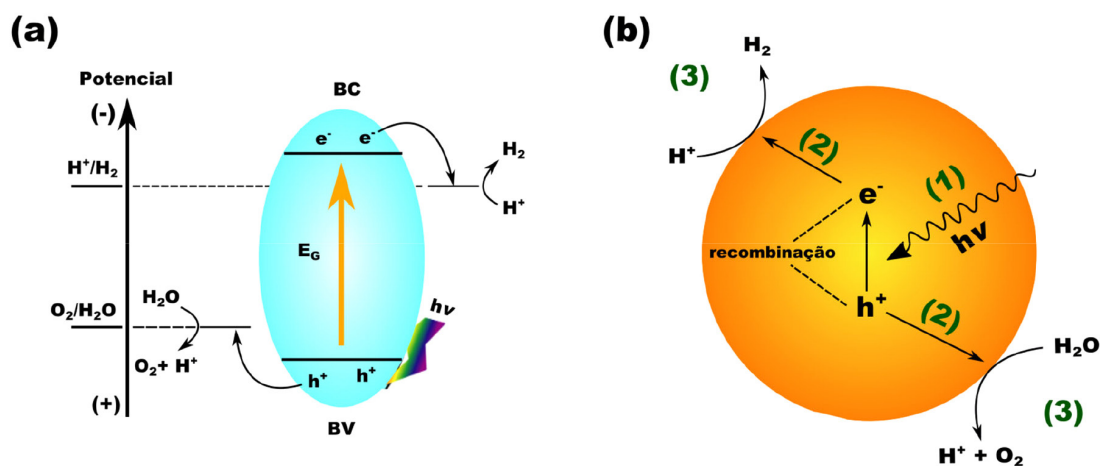 (a)
Potencial
(-)
BC
e⁻ e⁻
H⁺/H₂
H₂
H⁺
E_G
H₂O
O₂/H₂O
hν
O₂+ H⁺
h⁺ h⁺
(+)
BV
(b)
H₂
(3)
H⁺
(2)
(1)
e⁻
hν
recombinação
h⁺
(2)
H₂O
(3)
H⁺ + O₂